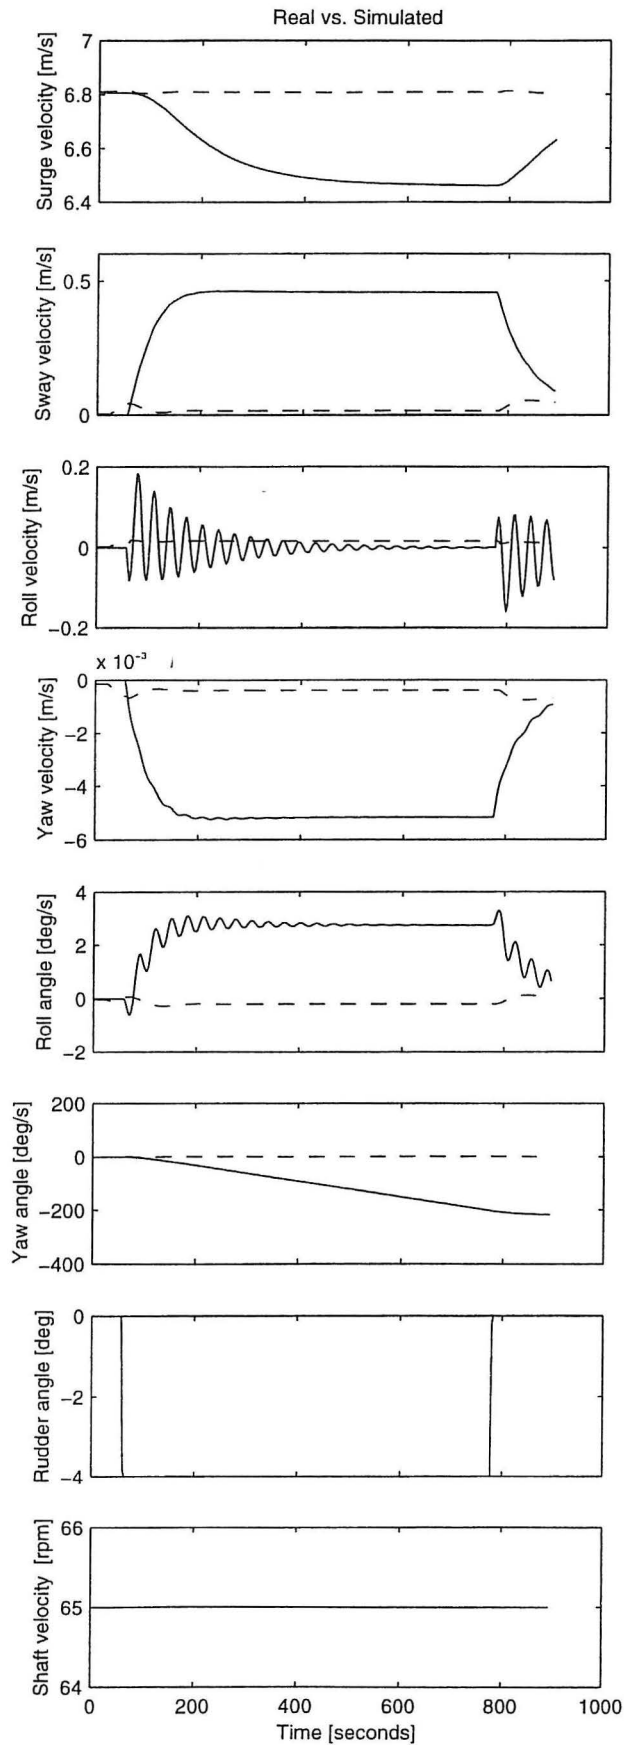 Real vs. Simulated
Surge velocity [m/s]
7
6.8
6.6
6.4
Sway velocity [m/s]
0.5
0
Roll velocity [m/s]
0.2
0
−0.2
x 10⁻³
Yaw velocity [m/s]
0
−2
−4
−6
Roll angle [deg/s]
4
2
0
−2
Yaw angle [deg/s]
200
0
−200
−400
Rudder angle [deg]
0
−2
−4
Shaft velocity [rpm]
66
65
64
0 200 400 600 800 1000
Time [seconds]